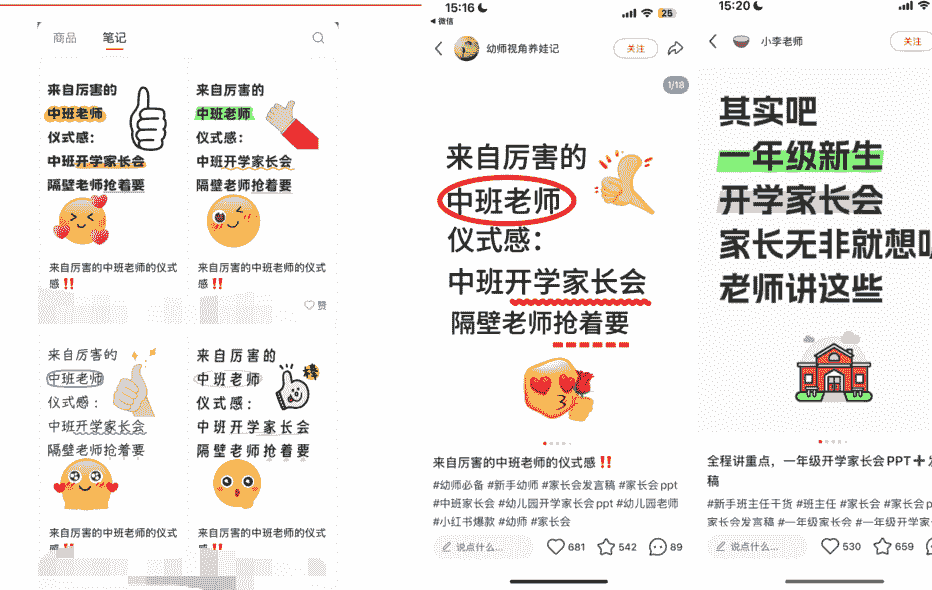 商品 笔记
来自厉害的
中班老师
仪式感：
中班开学家长会
隔壁老师抢着要
来自厉害的中班老师的仪式
感‼️
来自厉害的
中班老师
仪式感：
中班开学家长会
隔壁老师抢着要
来自厉害的中班老师的仪式
感‼️
赞
来自厉害的
中班老师
仪式感：
中班开学家长会
隔壁老师抢着要
来自厉害的中班老师的仪式
感‼️
来自厉害的
中班老师
仪式感：
中班开学家长会
隔壁老师抢着要
棒
来自厉害的中班老师的仪式
感‼️
15:16
25
微信
幼师视角养娃记
关注
1/18
来自厉害的
中班老师
仪式感：
中班开学家长会
隔壁老师抢着要
来自厉害的中班老师的仪式感‼️
#幼师必备 #新手幼师 #家长会发言稿 #家长会ppt
#中班家长会 #幼儿园开学家长会ppt #幼儿园老师
#小红书爆款 #幼师 #家长会
说点什么...
681 542 89
15:20
小李老师
关注
其实吧
一年级新生
开学家长会
家长无非就想听
老师讲这些
全程讲重点，一年级开学家长会PPT➕发
稿
#新手班主任干货 #班主任 #家长会 #家长会p
家长会发言稿 #一年级家长会 #一年级开学家
说点什么...
530 659